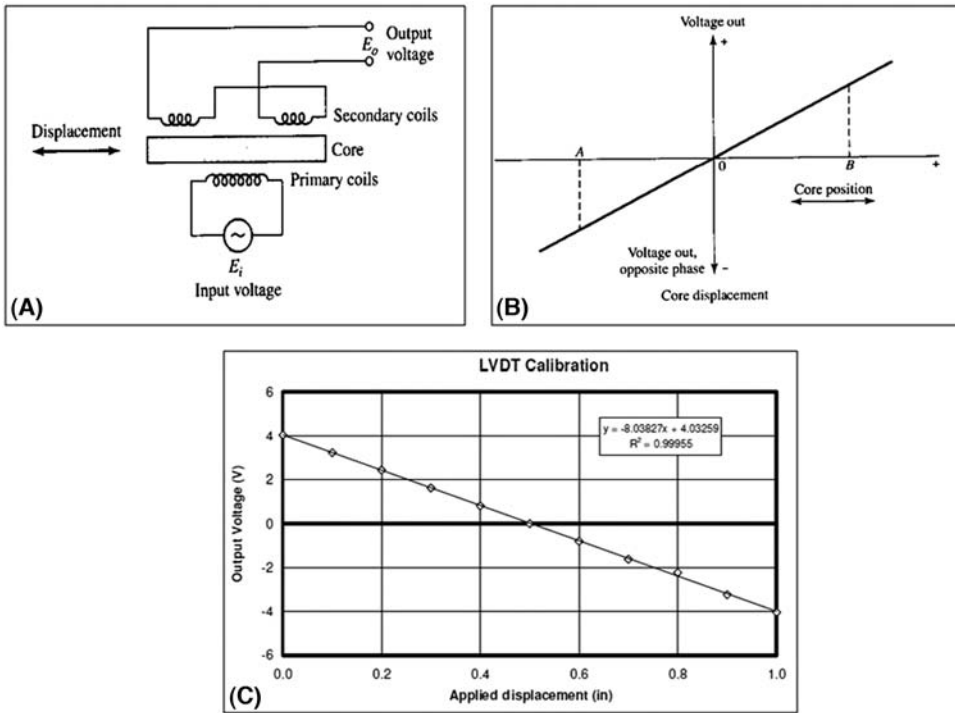 Output
E_o voltage
Secondary coils
Displacement
Core
Primary coils
E_i
Input voltage
(A)
Voltage out
+
A
0
B
+
Core position
Voltage out,
opposite phase
-
Core displacement
(B)
LVDT Calibration
6
4
2
0
-2
-4
-6
Output Voltage (V)
y = -8.03827x + 4.03259
R² = 0.99955
0.0 0.2 0.4 0.6 0.8 1.0
Applied displacement (in)
(C)